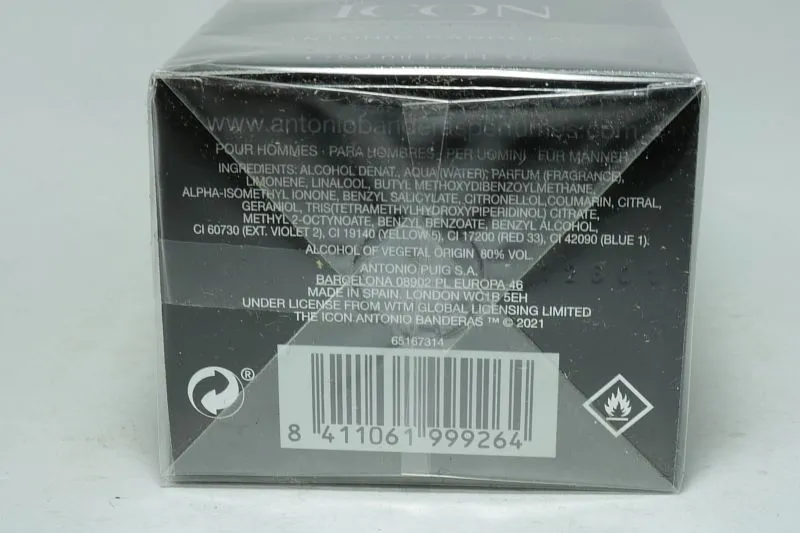 ICON
www.antoniobanderasperfumes.com
POUR HOMMES · PARA HOMBRES · PER UOMINI · FÜR MÄNNER
INGREDIENTS: ALCOHOL DENAT., AQUA (WATER), PARFUM (FRAGRANCE),
LIMONENE, LINALOOL, BUTYL METHOXYDIBENZOYLMETHANE,
ALPHA-ISOMETHYL IONONE, BENZYL SALICYLATE, CITRONELLOL, COUMARIN, CITRAL,
GERANIOL, TRIS(TETRAMETHYLHYDROXYPIPERIDINOL) CITRATE,
METHYL 2-OCTYNOATE, BENZYL BENZOATE, BENZYL ALCOHOL,
CI 60730 (EXT. VIOLET 2), CI 19140 (YELLOW 5), CI 17200 (RED 33), CI 42090 (BLUE 1).
ALCOHOL OF VEGETAL ORIGIN 80% VOL.
ANTONIO PUIG S.A.
BARCELONA 08902 PL EUROPA 46
MADE IN SPAIN. LONDON WC1B 5EH
UNDER LICENSE FROM WTM GLOBAL LICENSING LIMITED
THE ICON ANTONIO BANDERAS ™ © 2021
65167314
®
8 411061 999264